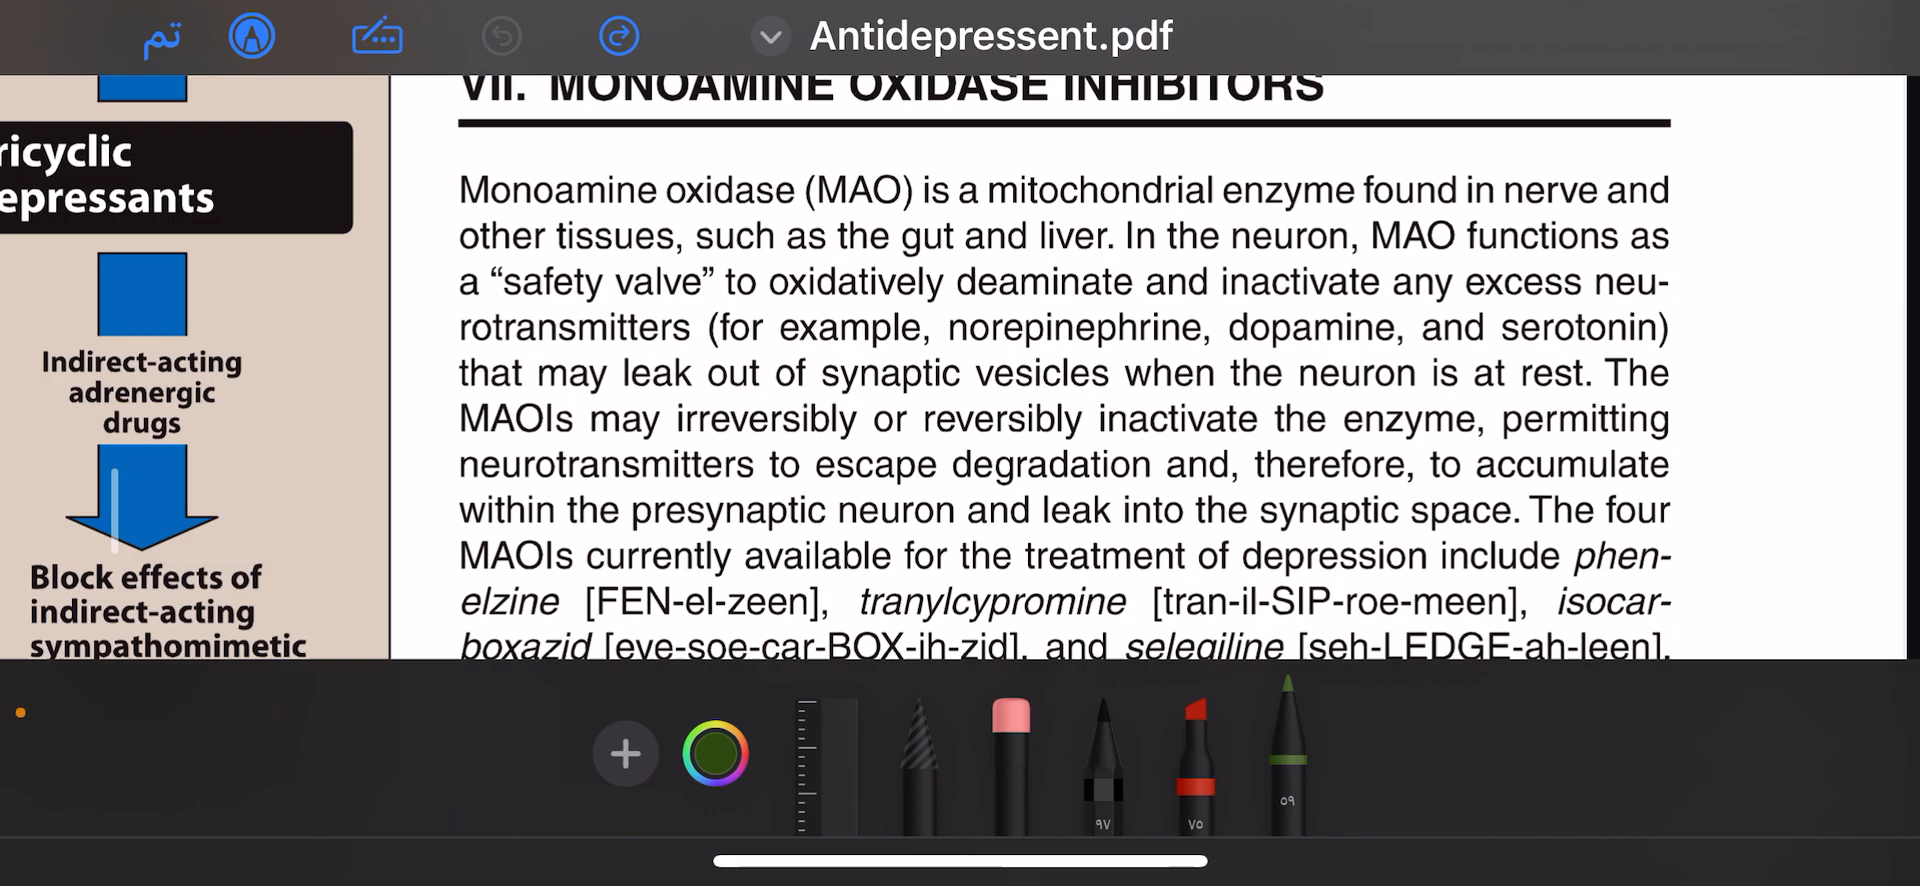 تم
Antidepressent.pdf
ricyclic
epressants
Indirect-acting
adrenergic
drugs
Block effects of
indirect-acting
sympathomimetic
VII. MONOAMINE OXIDASE INHIBITORS
Monoamine oxidase (MAO) is a mitochondrial enzyme found in nerve and
other tissues, such as the gut and liver. In the neuron, MAO functions as
a “safety valve” to oxidatively deaminate and inactivate any excess neu-
rotransmitters (for example, norepinephrine, dopamine, and serotonin)
that may leak out of synaptic vesicles when the neuron is at rest. The
MAOIs may irreversibly or reversibly inactivate the enzyme, permitting
neurotransmitters to escape degradation and, therefore, to accumulate
within the presynaptic neuron and leak into the synaptic space. The four
MAOIs currently available for the treatment of depression include phen-
elzine [FEN-el-zeen], tranylcypromine [tran-il-SIP-roe-meen], isocar-
boxazid [eye-soe-car-BOX-ih-zid], and selegiline [seh-LEDGE-ah-leen].
٩٧
٧٥
٥٩